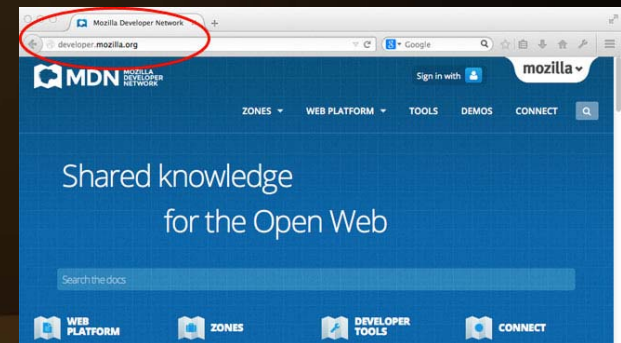 Mozilla Developer Network
developer.mozilla.org
Google
MDN MOZILLA DEVELOPER NETWORK
Sign in with
mozilla
ZONES
WEB PLATFORM
TOOLS
DEMOS
CONNECT
Shared knowledge
for the Open Web
Search the docs
WEB PLATFORM
ZONES
DEVELOPER TOOLS
CONNECT